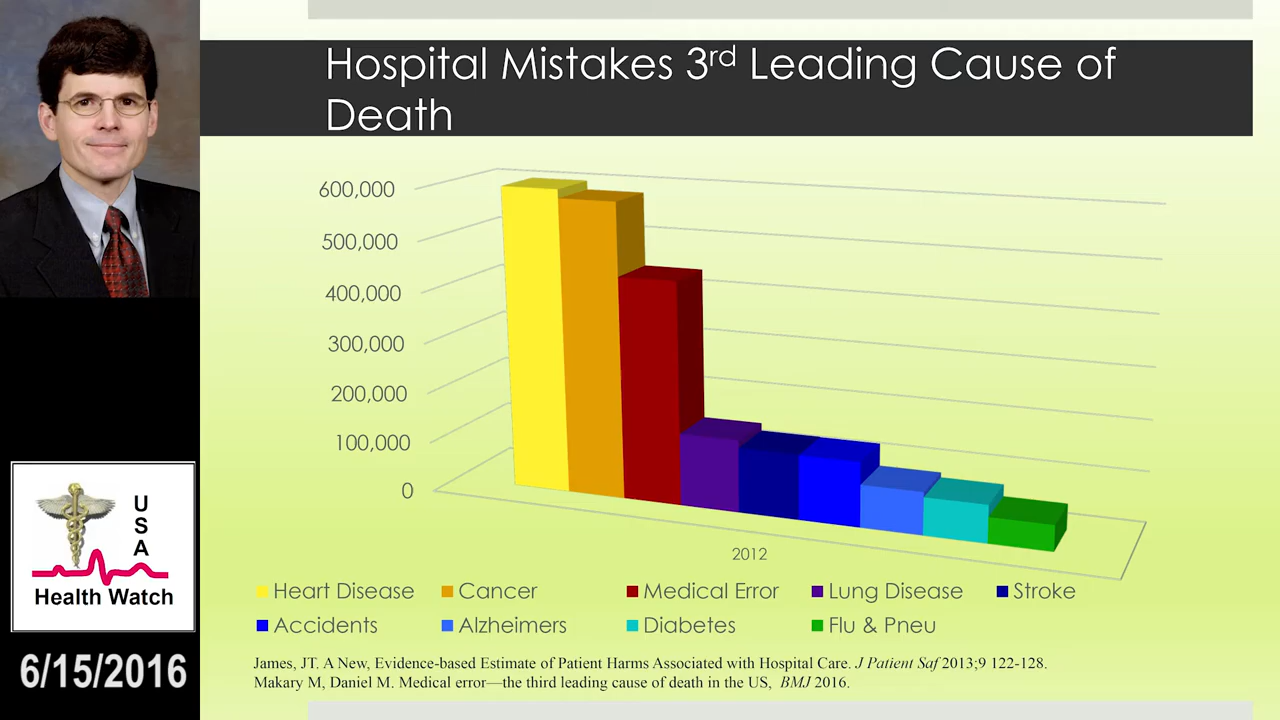 Hospital Mistakes 3rd Leading Cause of
Death
600,000
500,000
400,000
300,000
200,000
100,000
0
2012
Heart Disease Cancer Medical Error Lung Disease Stroke
Accidents Alzheimers Diabetes Flu & Pneu
James, JT. A New, Evidence-based Estimate of Patient Harms Associated with Hospital Care. J Patient Saf 2013;9 122-128.
Makary M, Daniel M. Medical error—the third leading cause of death in the US, BMJ 2016.
USA
Health Watch
6/15/2016